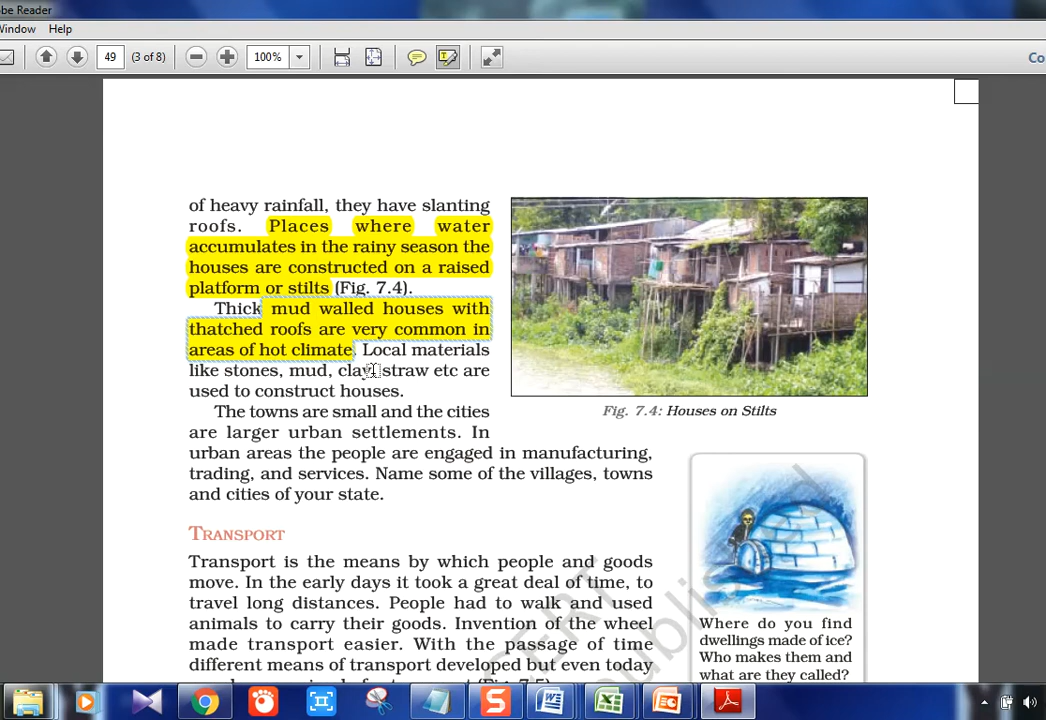 obe Reader
Window Help
49 (3 of 8) 100% Co
of heavy rainfall, they have slanting
roofs. Places where water
accumulates in the rainy season the
houses are constructed on a raised
platform or stilts (Fig. 7.4).
Thick mud walled houses with
thatched roofs are very common in
areas of hot climate. Local materials
like stones, mud, clay, straw etc are
used to construct houses.
Fig. 7.4: Houses on Stilts
The towns are small and the cities
are larger urban settlements. In
urban areas the people are engaged in manufacturing,
trading, and services. Name some of the villages, towns
and cities of your state.
TRANSPORT
Transport is the means by which people and goods
move. In the early days it took a great deal of time, to
travel long distances. People had to walk and used
animals to carry their goods. Invention of the wheel
made transport easier. With the passage of time
different means of transport developed but even today
Where do you find
dwellings made of ice?
Who makes them and
what are they called?